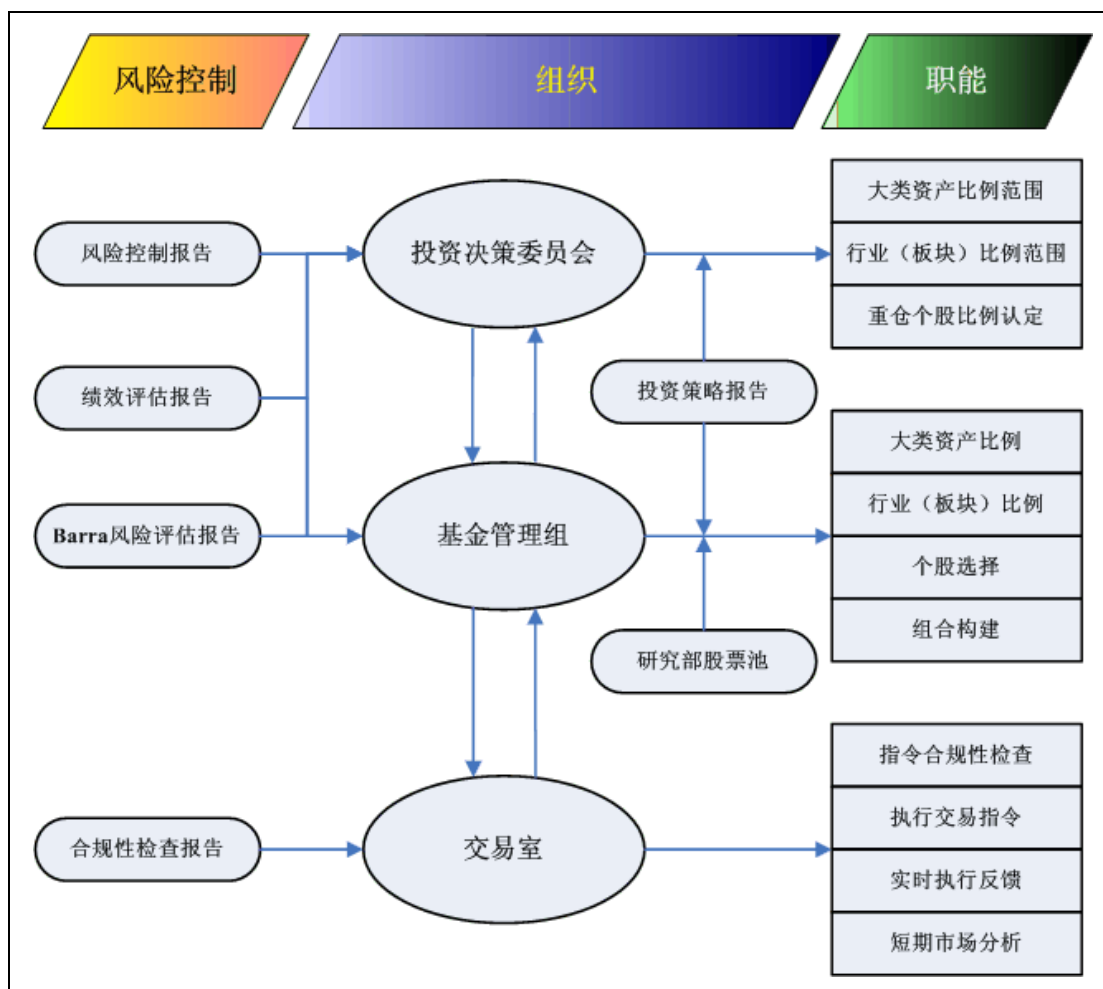 风险控制
组织
职能
风险控制报告
绩效评估报告
Barra风险评估报告
合规性检查报告
投资决策委员会
基金管理组
交易室
投资策略报告
研究部股票池
大类资产比例范围
行业（板块）比例范围
重仓个股比例认定
大类资产比例
行业（板块）比例
个股选择
组合构建
指令合规性检查
执行交易指令
实时执行反馈
短期市场分析